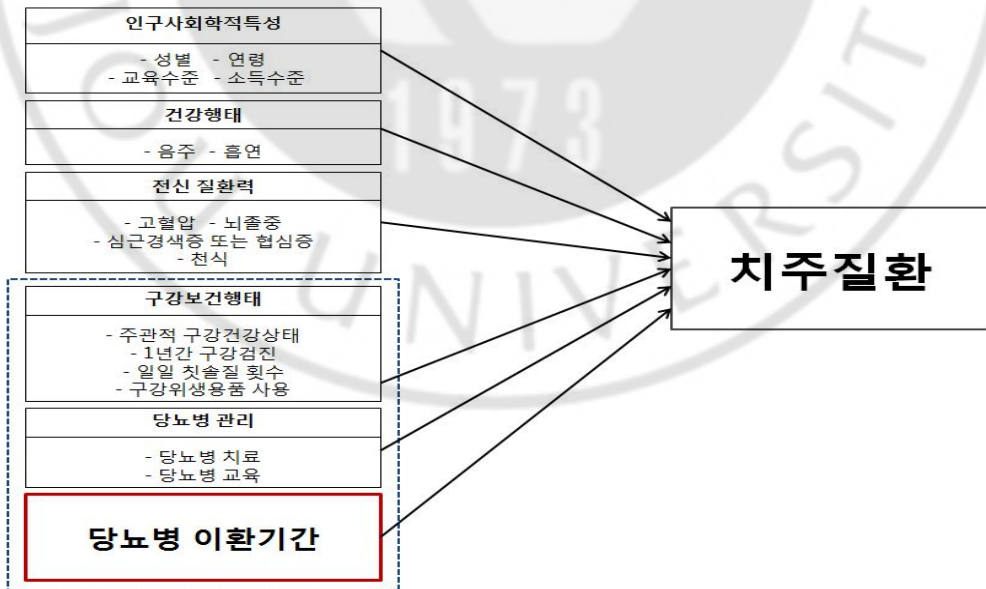 인구사회학적특성
- 성별 - 연령
- 교육수준 - 소득수준
건강행태
- 음주 - 흡연
전신 질환력
- 고혈압 - 뇌졸중
- 심근경색증 또는 협심증
- 천식
구강보건행태
- 주관적 구강건강상태
- 1년간 구강검진
- 일일 칫솔질 횟수
- 구강위생용품 사용
당뇨병 관리
- 당뇨병 치료
- 당뇨병 교육
당뇨병 이환기간
치주질환
1973